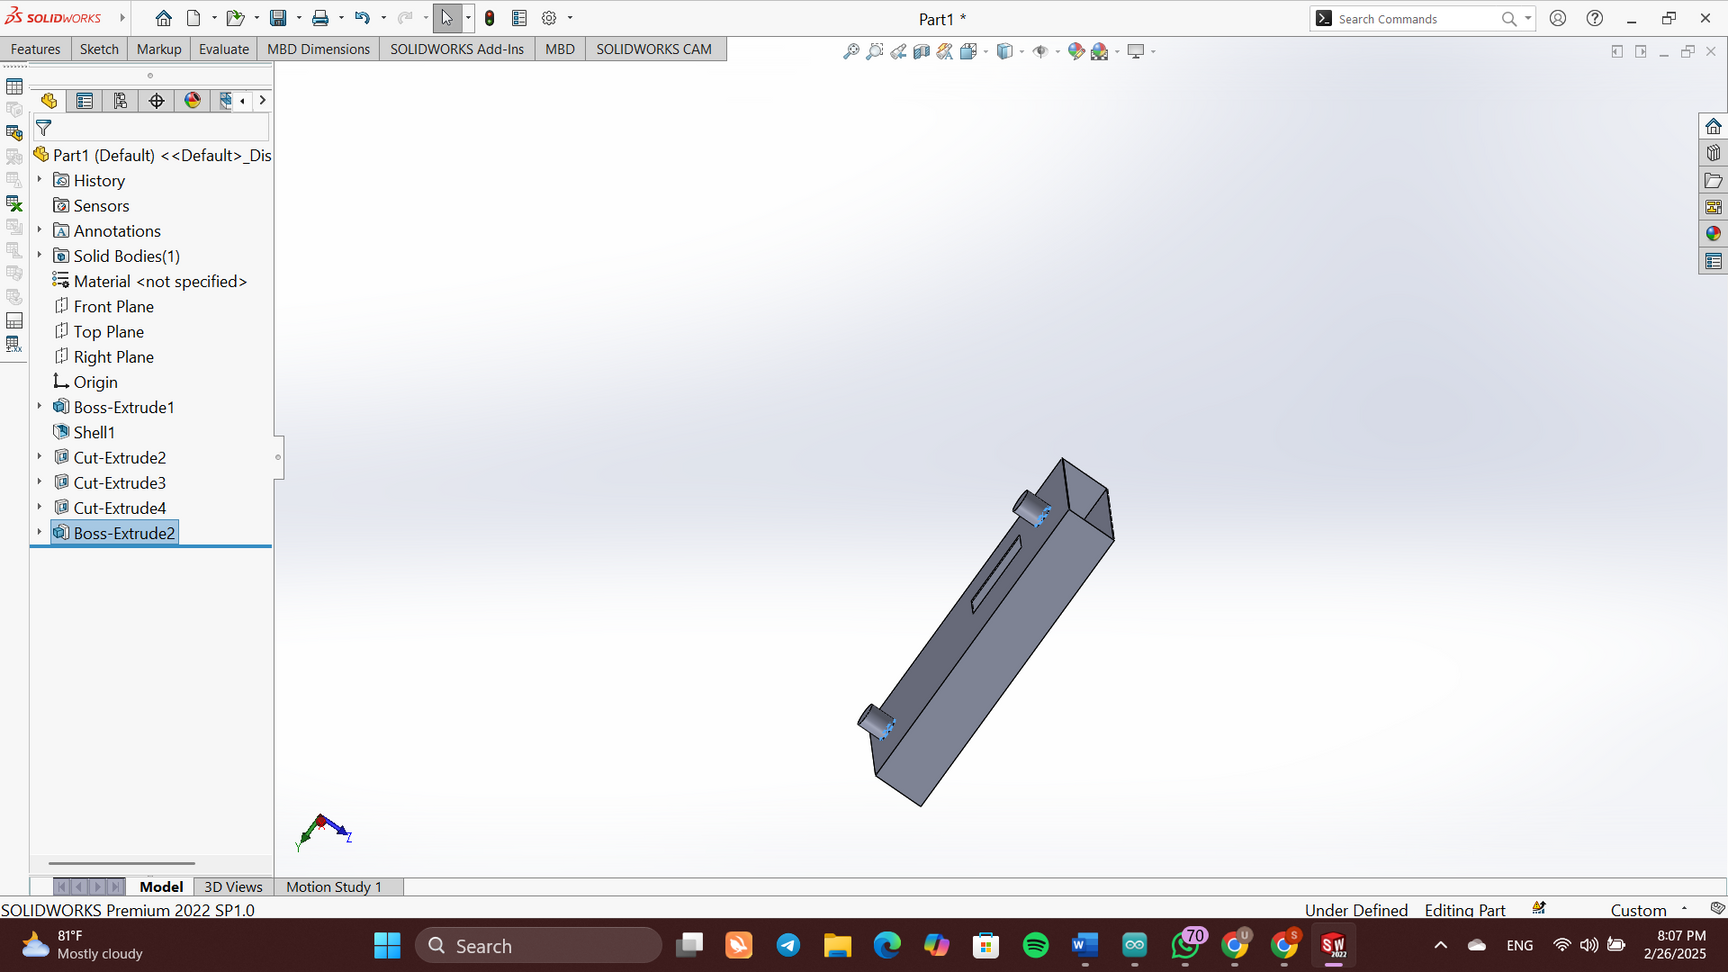 SOLIDWORKS
Part1 *
Search Commands
Features
Sketch
Markup
Evaluate
MBD Dimensions
SOLIDWORKS Add-Ins
MBD
SOLIDWORKS CAM
Part1 (Default) <<Default>_Dis
History
Sensors
Annotations
Solid Bodies(1)
Material <not specified>
Front Plane
Top Plane
Right Plane
Origin
Boss-Extrude1
Shell1
Cut-Extrude2
Cut-Extrude3
Cut-Extrude4
Boss-Extrude2
Y
X
Z
Model
3D Views
Motion Study 1
SOLIDWORKS Premium 2022 SP1.0
Under Defined
Editing Part
Custom
81°F
Mostly cloudy
Search
W
70
U
S
SW
2022
ENG
8:07 PM
2/26/2025